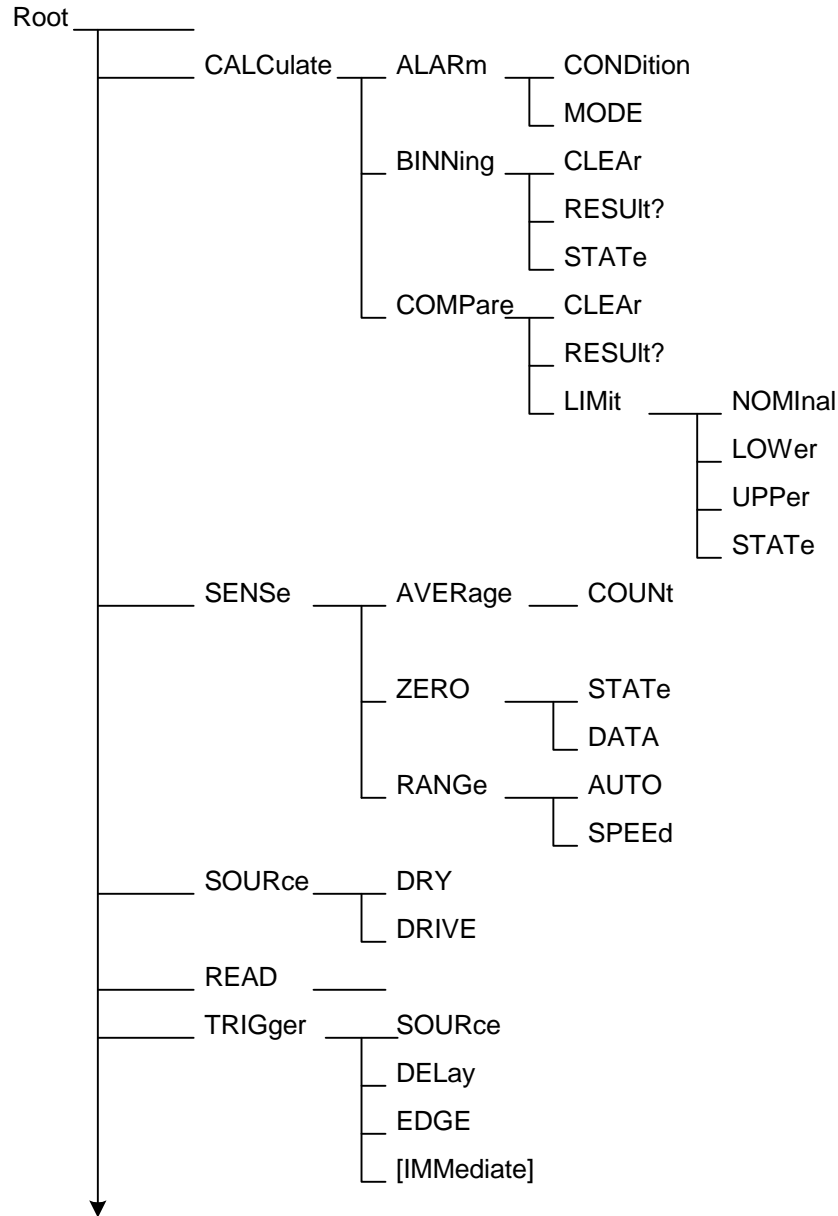 Root
CALCulate ALARm CONDition
MODE
BINNing CLEAr
RESUlt?
STATe
COMPare CLEAr
RESUlt?
LIMit NOMInal
LOWer
UPPer
STATe
SENSe AVERage COUNt
ZERO STATe
DATA
RANGe AUTO
SPEEd
SOURce DRY
DRIVE
READ
TRIGger SOURce
DELay
EDGE
[IMMediate]